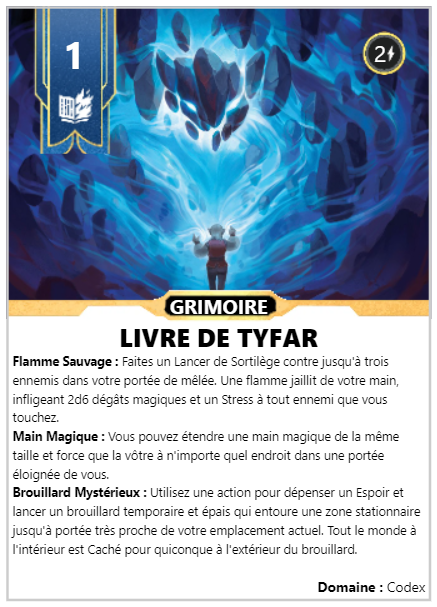 1
2
GRIMOIRE
LIVRE DE TYFAR
Flamme Sauvage : Faites un Lancer de Sortilège contre jusqu'à trois
ennemis dans votre portée de mêlée. Une flamme jaillit de votre main,
infligeant 2d6 dégâts magiques et un Stress à tout ennemi que vous
touchez.
Main Magique : Vous pouvez étendre une main magique de la même
taille et force que la vôtre à n'importe quel endroit dans une portée
éloignée de vous.
Brouillard Mystérieux : Utilisez une action pour dépenser un Espoir et
lancer un brouillard temporaire et épais qui entoure une zone stationnaire
jusqu'à portée très proche de votre emplacement actuel. Tout le monde à
l'intérieur est Caché pour quiconque à l'extérieur du brouillard.
Domaine : Codex